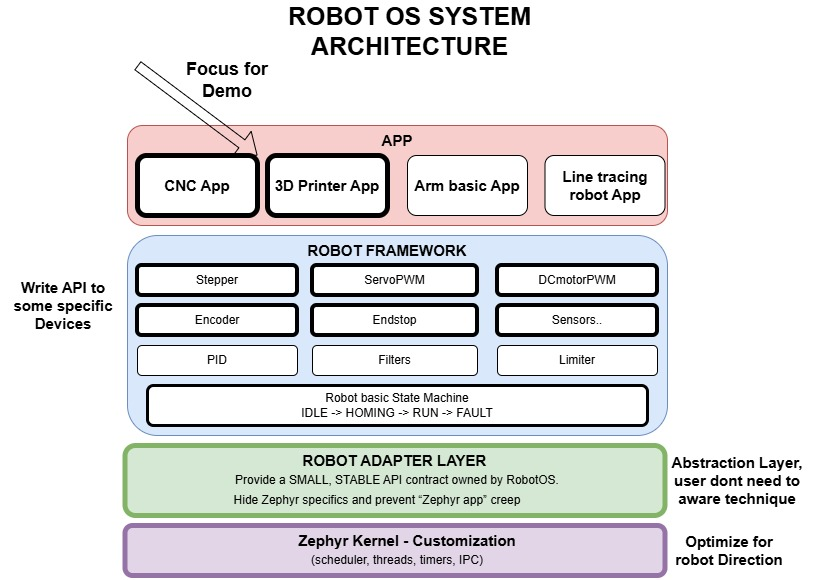 ROBOT OS SYSTEM
ARCHITECTURE
Focus for
Demo
APP
CNC App
3D Printer App
Arm basic App
Line tracing
robot App
ROBOT FRAMEWORK
Write API to
some specific
Devices
Stepper
ServoPWM
DCmotorPWM
Encoder
Endstop
Sensors..
PID
Filters
Limiter
Robot basic State Machine
IDLE -> HOMING -> RUN -> FAULT
ROBOT ADAPTER LAYER
Provide a SMALL, STABLE API contract owned by RobotOS.
Hide Zephyr specifics and prevent “Zephyr app” creep
Abstraction Layer,
user dont need to
aware technique
Zephyr Kernel - Customization
(scheduler, threads, timers, IPC)
Optimize for
robot Direction